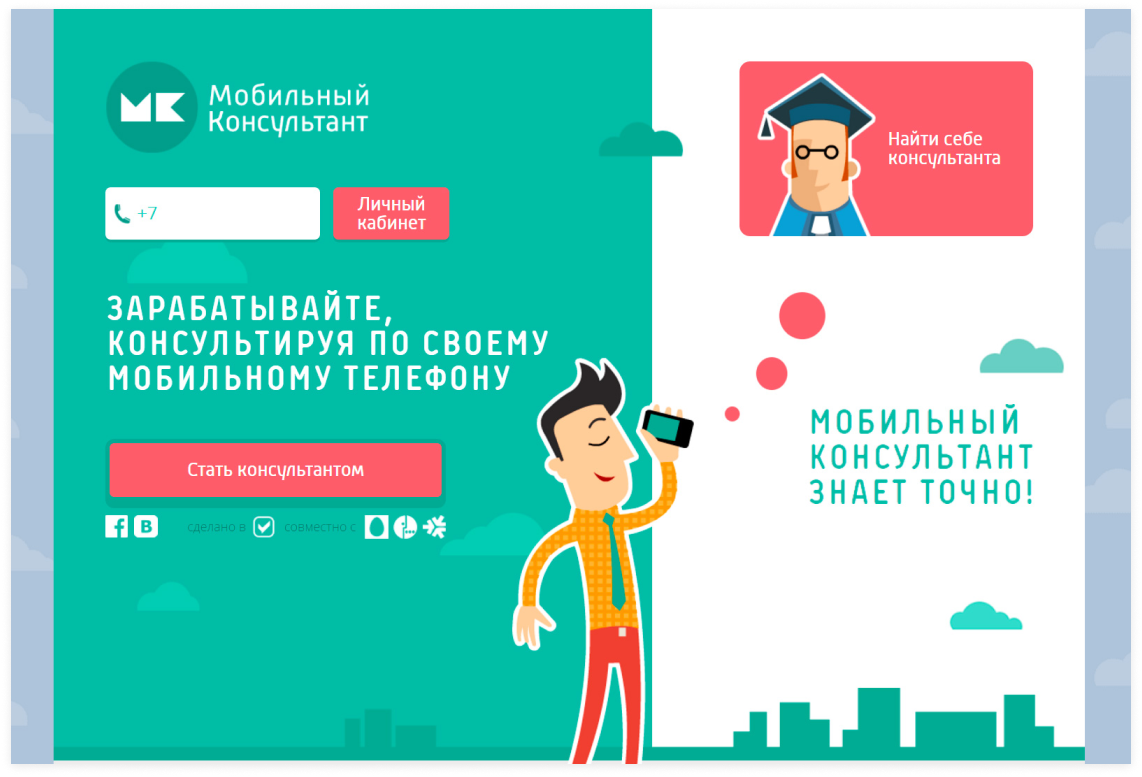 МК
Мобильный
Консультант
+7
Личный
кабинет
Найти себе
консультанта
ЗАРАБАТЫВАЙТЕ,
КОНСУЛЬТИРУЯ ПО СВОЕМУ
МОБИЛЬНОМУ ТЕЛЕФОНУ
МОБИЛЬНЫЙ
КОНСУЛЬТАНТ
ЗНАЕТ ТОЧНО!
Стать консультантом
f В сделано в совместно с